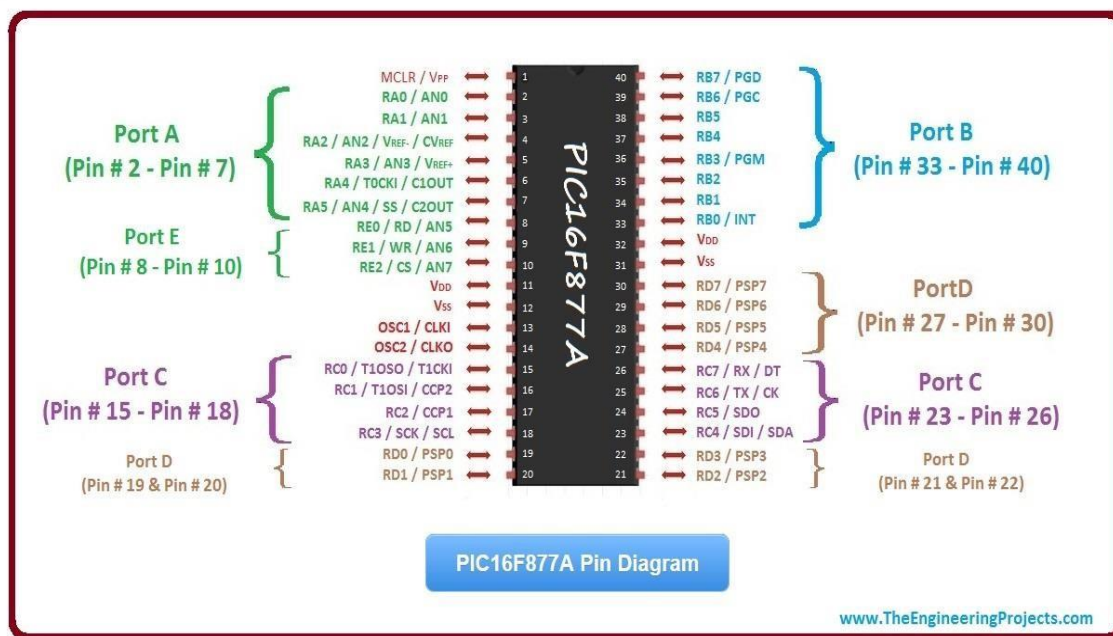 MCLR / VPP
RA0 / AN0
RA1 / AN1
RA2 / AN2 / VREF- / CVREF
RA3 / AN3 / VREF+
RA4 / T0CKI / C1OUT
RA5 / AN4 / SS / C2OUT
RE0 / RD / AN5
RE1 / WR / AN6
RE2 / CS / AN7
VDD
VSS
OSC1 / CLKI
OSC2 / CLKO
RC0 / T1OSO / T1CKI
RC1 / T1OSI / CCP2
RC2 / CCP1
RC3 / SCK / SCL
RD0 / PSP0
RD1 / PSP1
Port A
(Pin # 2 - Pin # 7)
Port E
(Pin # 8 - Pin # 10)
Port C
(Pin # 15 - Pin # 18)
Port D
(Pin # 19 & Pin # 20)
1
2
3
4
5
6
7
8
9
10
11
12
13
14
15
16
17
18
19
20
PIC16F877A
40
39
38
37
36
35
34
33
32
31
30
29
28
27
26
25
24
23
22
21
RB7 / PGD
RB6 / PGC
RB5
RB4
RB3 / PGM
RB2
RB1
RB0 / INT
VDD
VSS
RD7 / PSP7
RD6 / PSP6
RD5 / PSP5
RD4 / PSP4
RC7 / RX / DT
RC6 / TX / CK
RC5 / SDO
RC4 / SDI / SDA
RD3 / PSP3
RD2 / PSP2
Port B
(Pin # 33 - Pin # 40)
PortD
(Pin # 27 - Pin # 30)
Port C
(Pin # 23 - Pin # 26)
Port D
(Pin # 21 & Pin # 22)
PIC16F877A Pin Diagram
www.TheEngineeringProjects.com